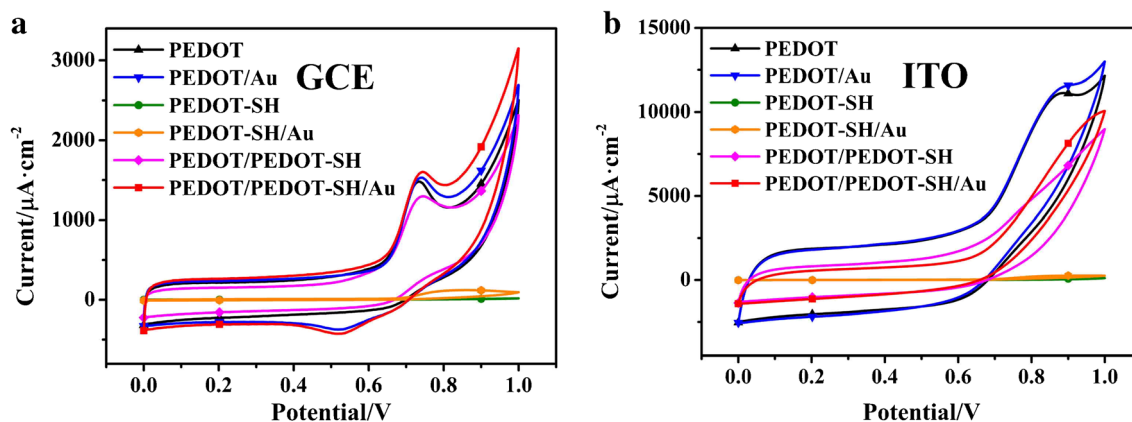 a
GCE
PEDOT
PEDOT/Au
PEDOT-SH
PEDOT-SH/Au
PEDOT/PEDOT-SH
PEDOT/PEDOT-SH/Au
Current/μA·cm⁻²
3000
2000
1000
0
0.0 0.2 0.4 0.6 0.8 1.0
Potential/V
b
ITO
PEDOT
PEDOT/Au
PEDOT-SH
PEDOT-SH/Au
PEDOT/PEDOT-SH
PEDOT/PEDOT-SH/Au
Current/μA·cm⁻²
15000
10000
5000
0
0.0 0.2 0.4 0.6 0.8 1.0
Potential/V